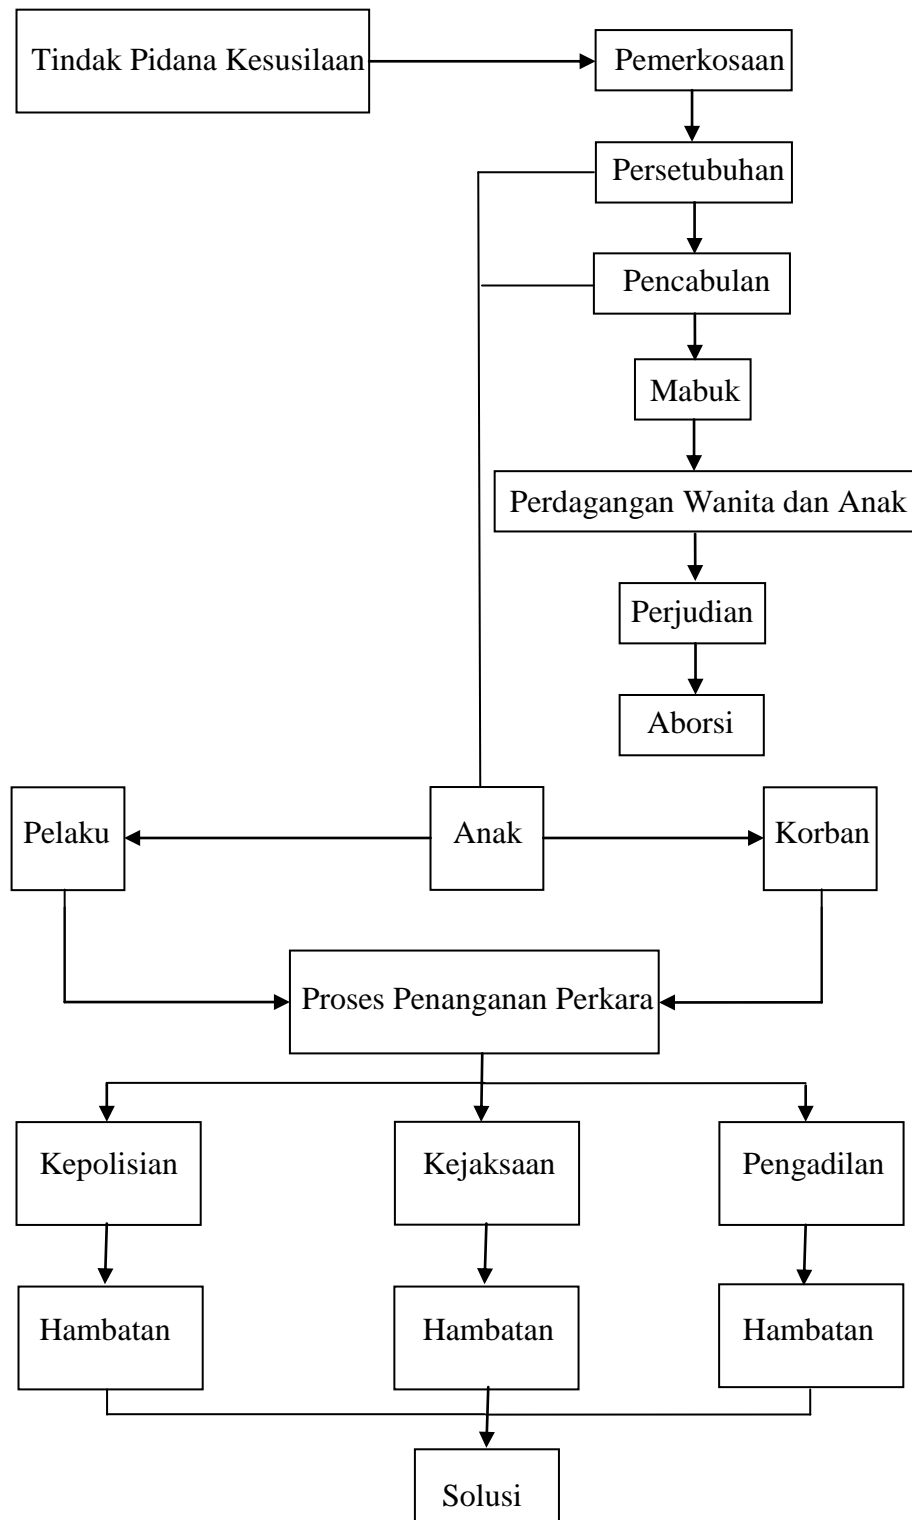 Tindak Pidana Kesusilaan
Pemerkosaan
Persetubuhan
Pencabulan
Mabuk
Perdagangan Wanita dan Anak
Perjudian
Aborsi
Pelaku
Anak
Korban
Proses Penanganan Perkara
Kepolisian
Kejaksaan
Pengadilan
Hambatan
Hambatan
Hambatan
Solusi